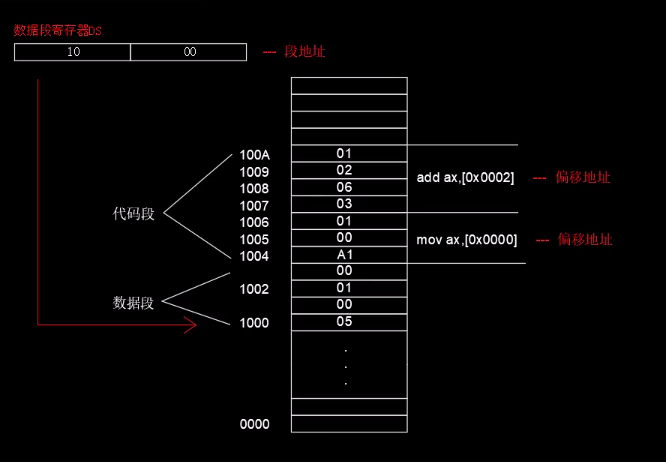 数据段寄存器DS
10 00 --- 段地址
100A 01
1009 02
1008 06 add ax,[0x0002] --- 偏移地址
1007 03
代码段 1006 01
1005 00 mov ax,[0x0000] --- 偏移地址
1004 A1
00
1002 01
数据段 00
1000 05
.
.
.
0000